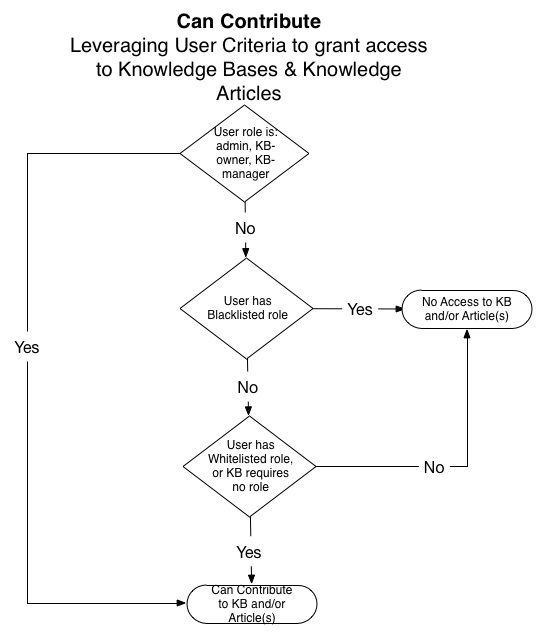 Can Contribute
Leveraging User Criteria to grant access
to Knowledge Bases & Knowledge
Articles
User role is:
admin, KB-
owner, KB-
manager
No
User has
Blacklisted role
Yes
No Access to KB
and/or Article(s)
Yes
No
User has
Whitelisted role,
or KB requires
no role
No
Yes
Can Contribute
to KB and/or
Article(s)